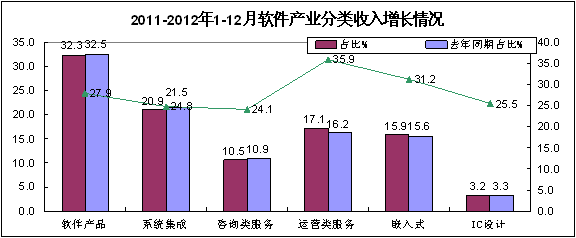 2011-2012年1-12月软件产业分类收入增长情况
占比% 去年同期占比%
35.0 30.0 25.0 20.0 15.0 10.0 5.0 0.0
40.0 35.0 30.0 25.0 20.0 15.0 10.0 5.0 0.0
32.3 32.5 20.9 21.5 10.5 10.9 17.1 16.2 15.9 15.6 3.2 3.3
27.9 24.8 24.1 35.9 31.2 25.5
软件产品 系统集成 咨询类服务 运营类服务 嵌入式 IC设计